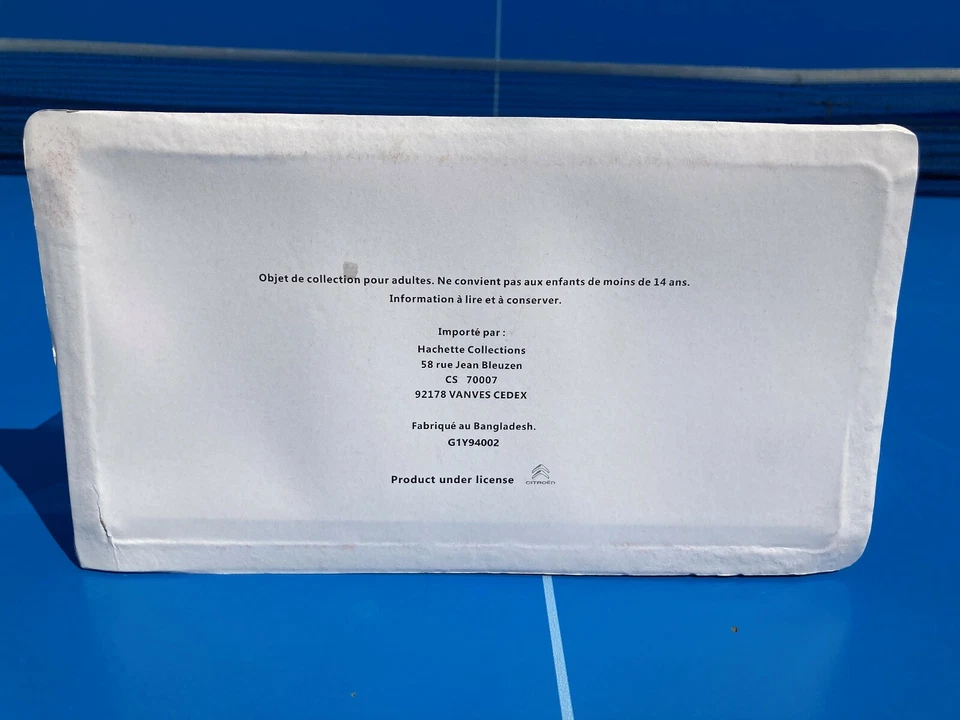 Objet de collection pour adultes. Ne convient pas aux enfants de moins de 14 ans.
Information à lire et à conserver.
Importé par :
Hachette Collections
58 rue Jean Bleuzen
CS 70007
92178 VANVES CEDEX
Fabriqué au Bangladesh.
G1Y94002
Product under license CITROËN